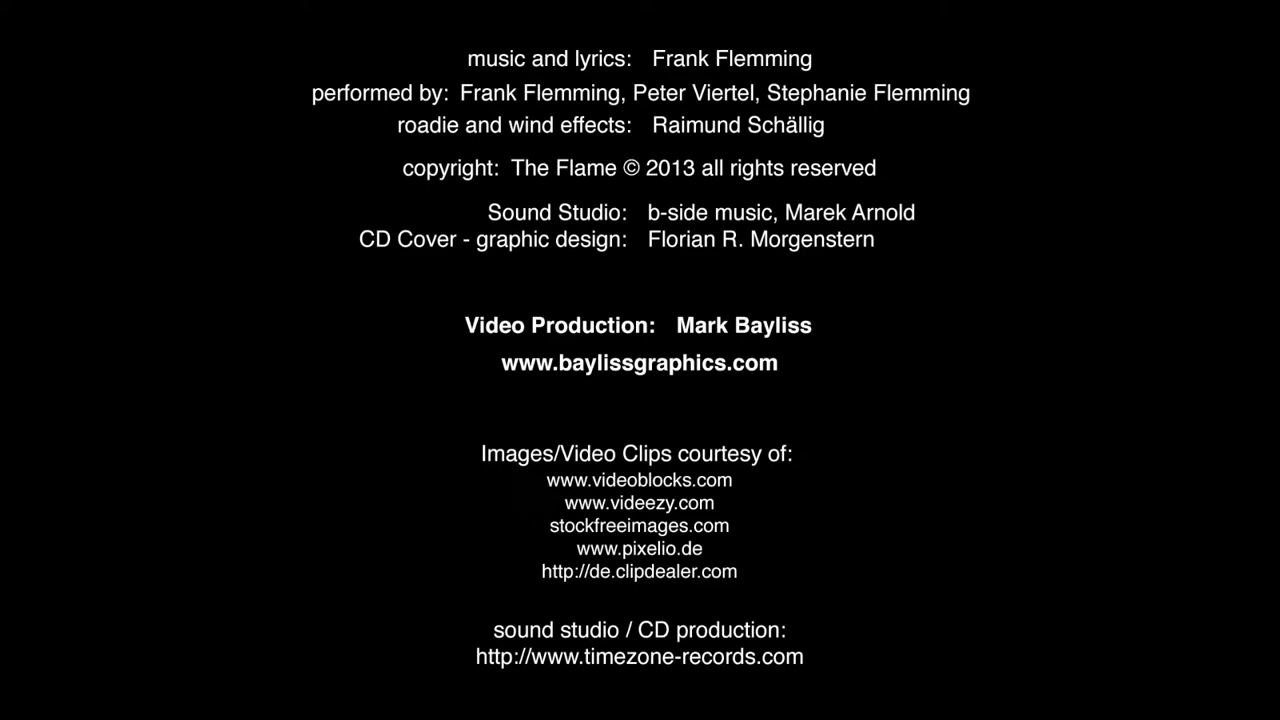 music and lyrics: Frank Flemming
performed by: Frank Flemming, Peter Viertel, Stephanie Flemming
roadie and wind effects: Raimund Schällig
copyright: The Flame © 2013 all rights reserved
Sound Studio: b-side music, Marek Arnold
CD Cover - graphic design: Florian R. Morgenstern
Video Production: Mark Bayliss
www.baylissgraphics.com
Images/Video Clips courtesy of:
www.videoblocks.com
www.videezy.com
stockfreeimages.com
www.pixelio.de
http://de.clipdealer.com
sound studio / CD production:
http://www.timezone-records.com